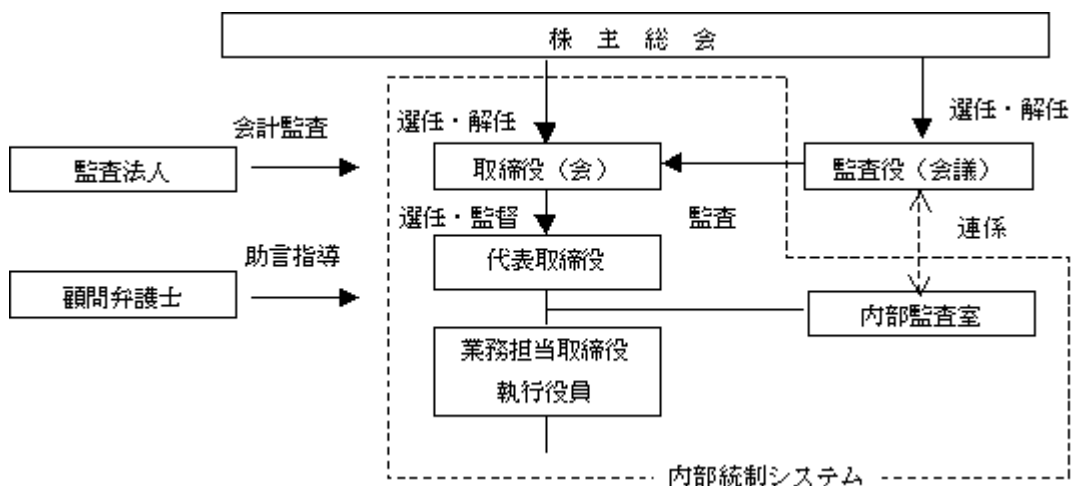 株 主 総 会
選任・解任
選任・解任
会計監査
監査法人
取締役（会）
監査役（会議）
選任・監督
監査
連係
助言指導
代表取締役
顧問弁護士
内部監査室
業務担当取締役
執行役員
内部統制システム